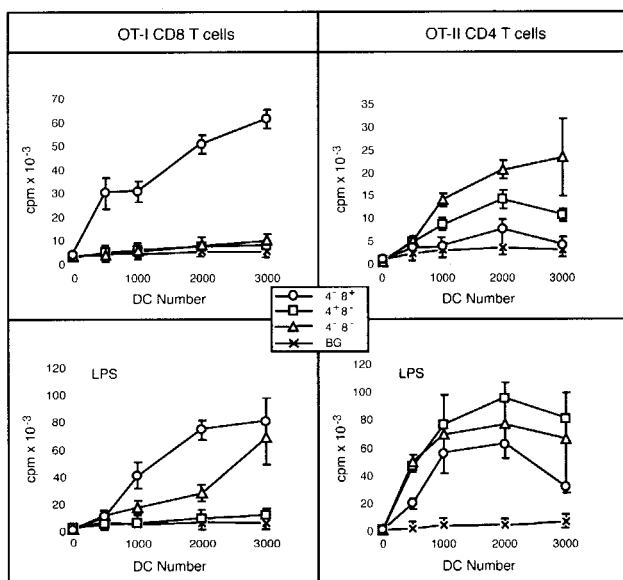 OT-I CD8 T cells
OT-II CD4 T cells
cpm x 10⁻³
70
60
50
40
30
20
10
0
0 1000 2000 3000
DC Number
cpm x 10⁻³
35
30
25
20
15
10
5
0
0 1000 2000 3000
DC Number
4⁻ 8⁺
4⁺ 8⁻
4⁻ 8⁻
BG
LPS
cpm x 10⁻³
120
100
80
60
40
20
0
0 1000 2000 3000
DC Number
LPS
cpm x 10⁻³
120
100
80
60
40
20
0
0 1000 2000 3000
DC Number